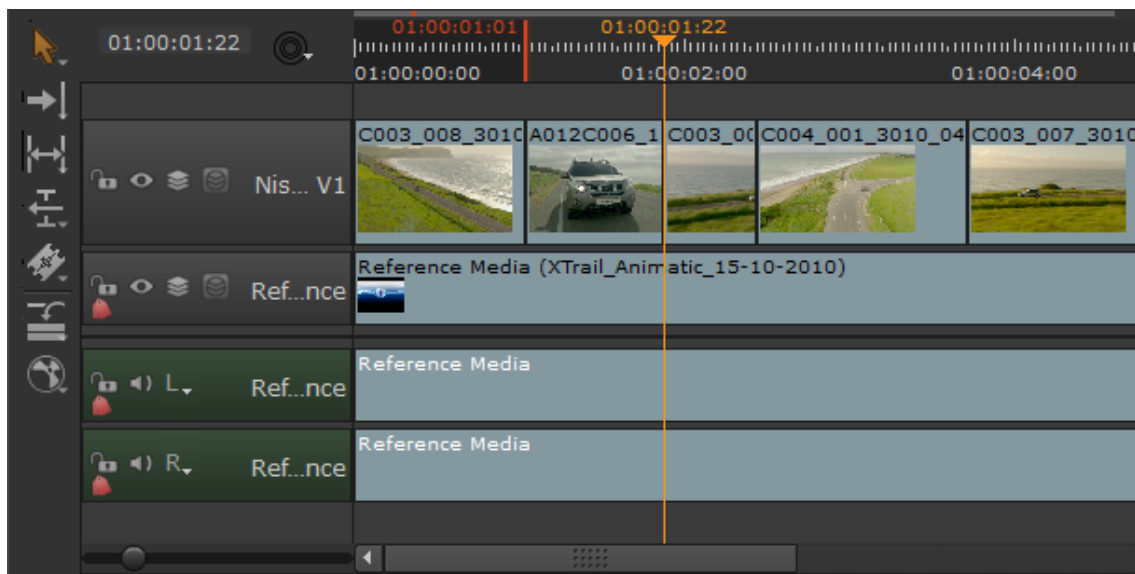 01:00:01:22
01:00:01:01 01:00:01:22
01:00:00:00 01:00:02:00 01:00:04:00
C003_008_3010 A012C006_1 C003_00 C004_001_3010_04 C003_007_3010
Nis... V1
Reference Media (XTrail_Animatic_15-10-2010)
Ref...nce
Reference Media
L
Ref...nce
Reference Media
R
Ref...nce